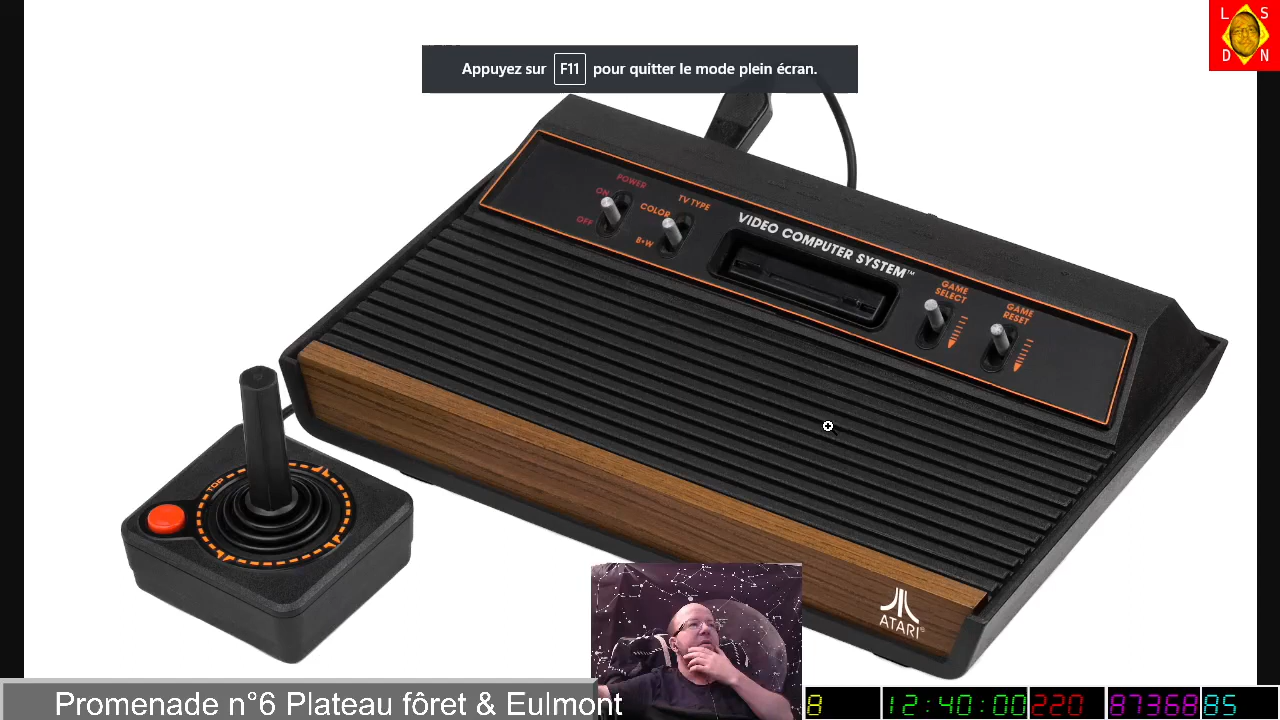 L S
D N
Appuyez sur F11 pour quitter le mode plein écran.
POWER
ON
OFF
TV TYPE
COLOR
B•W
VIDEO COMPUTER SYSTEM™
GAME
SELECT
GAME
RESET
TOP
ATARI®
Promenade n°6 Plateau fôret & Eulmont
8
12:40:00
220
87368
85